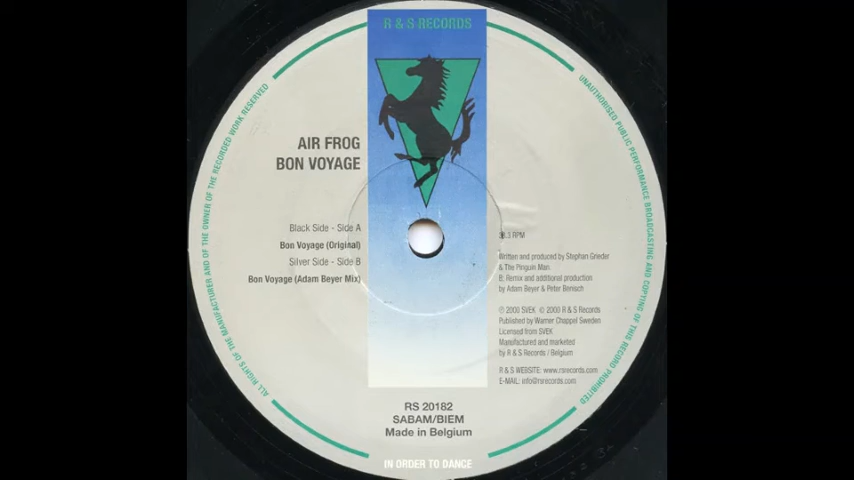 R & S RECORDS
AIR FROG
BON VOYAGE
Black Side - Side A
Bon Voyage (Original)
Silver Side - Side B
Bon Voyage (Adam Beyer Mix)
33.3 RPM
Written and produced by Stephan Grieder
& The Pinguin Man.
B: Remix and additional production
by Adam Beyer & Peter Benisch
℗ 2000 SVEK © 2000 R & S Records
Published by Warner Chappel Sweden
Licensed from SVEK
Manufactured and marketed
by R & S Records / Belgium
R & S WEBSITE: www.rsrecords.com
E-MAIL: info@rsrecords.com
RS 20182
SABAM/BIEM
Made in Belgium
IN ORDER TO DANCE
ALL RIGHTS OF THE MANUFACTURER AND OF THE OWNER OF THE RECORDED WORK RESERVED
UNAUTHORISED PUBLIC PERFORMANCE BROADCASTING AND COPYING OF THIS RECORD PROHIBITED